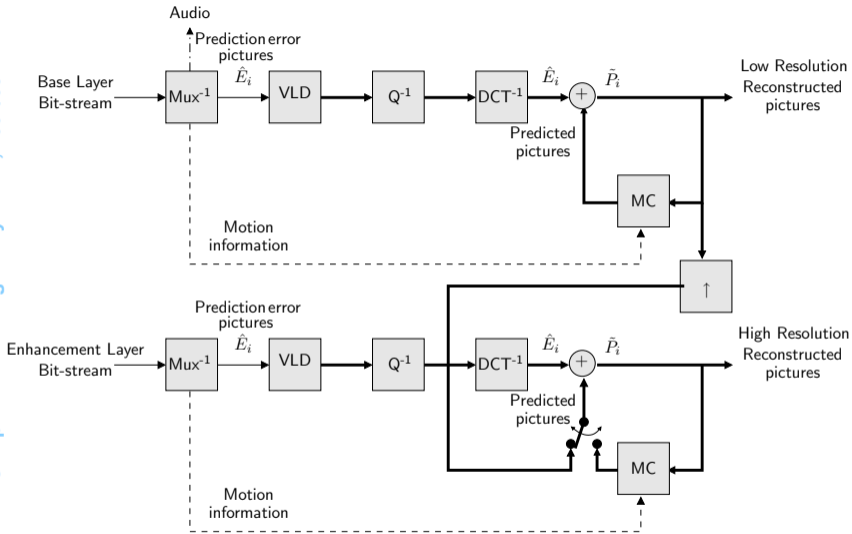 Audio
Prediction error
pictures
Base Layer
Bit-stream
Mux⁻¹
Êᵢ
VLD
Q⁻¹
DCT⁻¹
Êᵢ
+
P̃ᵢ
Low Resolution
Reconstructed
pictures
Predicted
pictures
MC
Motion
information
↑
Prediction error
pictures
Enhancement Layer
Bit-stream
Mux⁻¹
Êᵢ
VLD
Q⁻¹
DCT⁻¹
Êᵢ
+
P̃ᵢ
High Resolution
Reconstructed
pictures
Predicted
pictures
MC
Motion
information